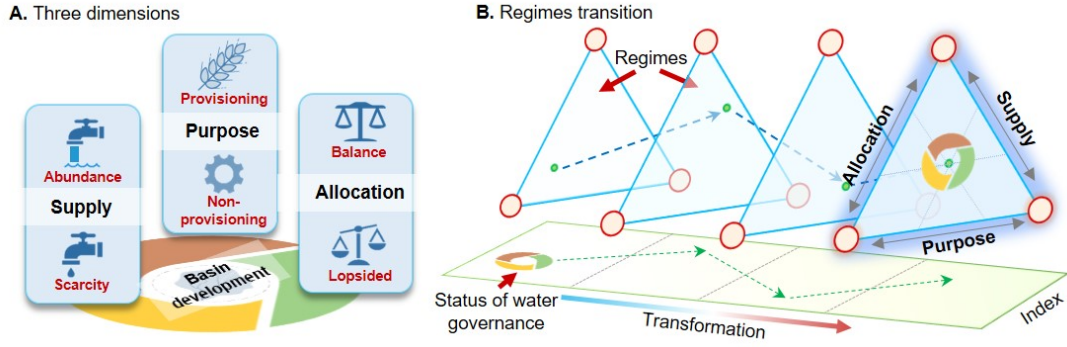 A. Three dimensions
Provisioning
Purpose
Non-
provisioning
Abundance
Supply
Scarcity
Balance
Allocation
Lopsided
Basin
development
B. Regimes transition
Regimes
Allocation
Supply
Purpose
Status of water
governance
Transformation
Index